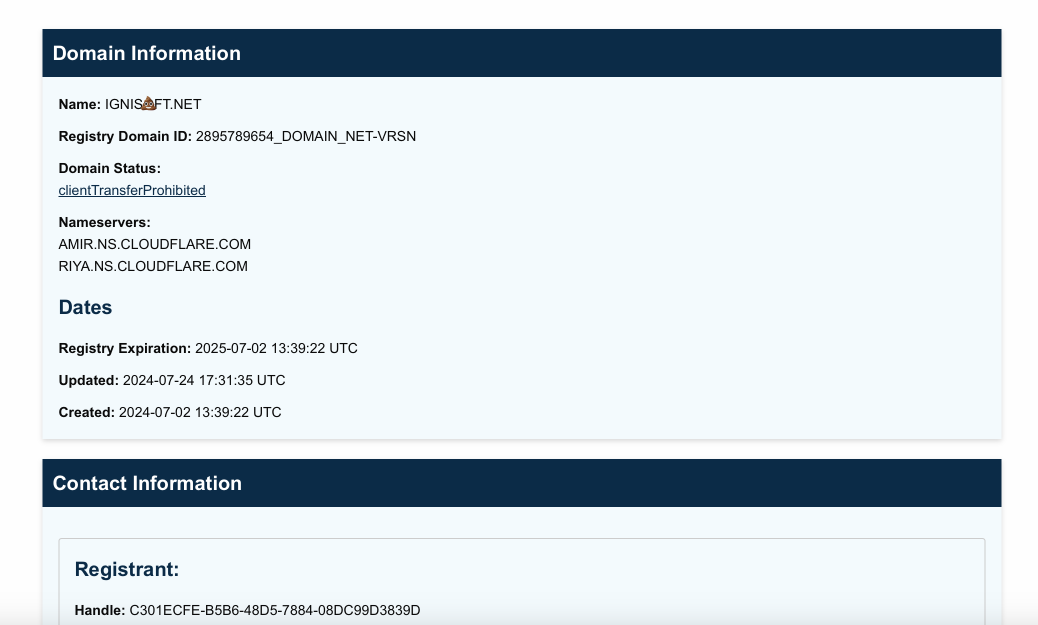 Domain Information
Name: IGNIS💩FT.NET
Registry Domain ID: 2895789654_DOMAIN_NET-VRSN
Domain Status:
clientTransferProhibited
Nameservers:
AMIR.NS.CLOUDFLARE.COM
RIYA.NS.CLOUDFLARE.COM
Dates
Registry Expiration: 2025-07-02 13:39:22 UTC
Updated: 2024-07-24 17:31:35 UTC
Created: 2024-07-02 13:39:22 UTC
Contact Information
Registrant:
Handle: C301ECFE-B5B6-48D5-7884-08DC99D3839D